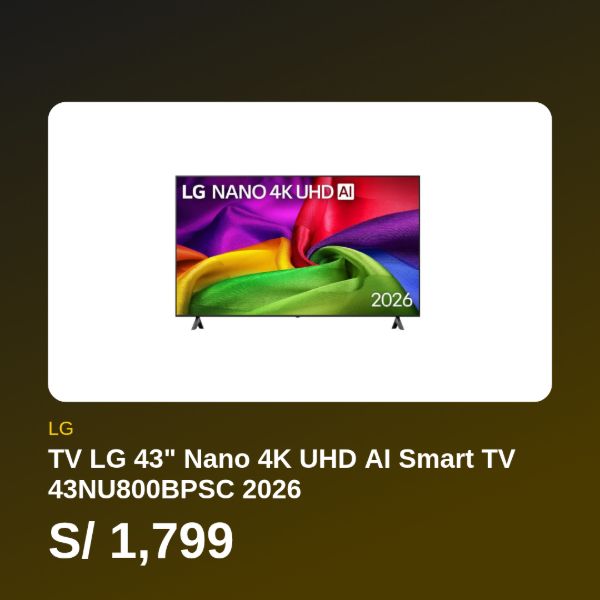 LG NANO 4K UHD AI
2026
LG
TV LG 43" Nano 4K UHD AI Smart TV
43NU800BPSC 2026
S/ 1,799